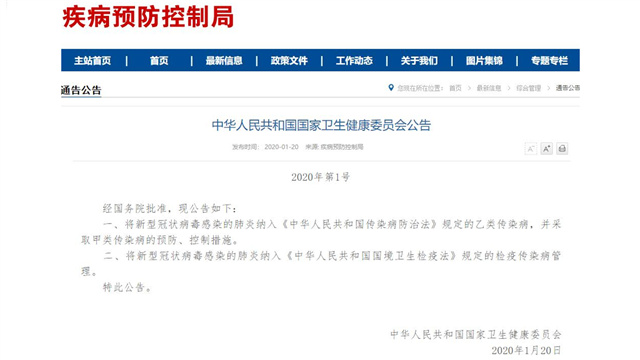 疾病预防控制局
主站首页 | 首页 | 最新信息 | 政策文件 | 工作动态 | 关于我们 | 图片集锦 | 专题专栏
通告公告
您现在所在位置： 首页 > 最新信息 > 综合管理 > 通告公告
中华人民共和国国家卫生健康委员会公告
发布时间： 2020-01-20 来源: 疾病预防控制局
A- A+
2020年第1号
经国务院批准，现公告如下：
一、将新型冠状病毒感染的肺炎纳入《中华人民共和国传染病防治法》规定的乙类传染病，并采
取甲类传染病的预防、控制措施。
二、将新型冠状病毒感染的肺炎纳入《中华人民共和国国境卫生检疫法》规定的检疫传染病管
理。
特此公告。
中华人民共和国国家卫生健康委员会
2020年1月20日